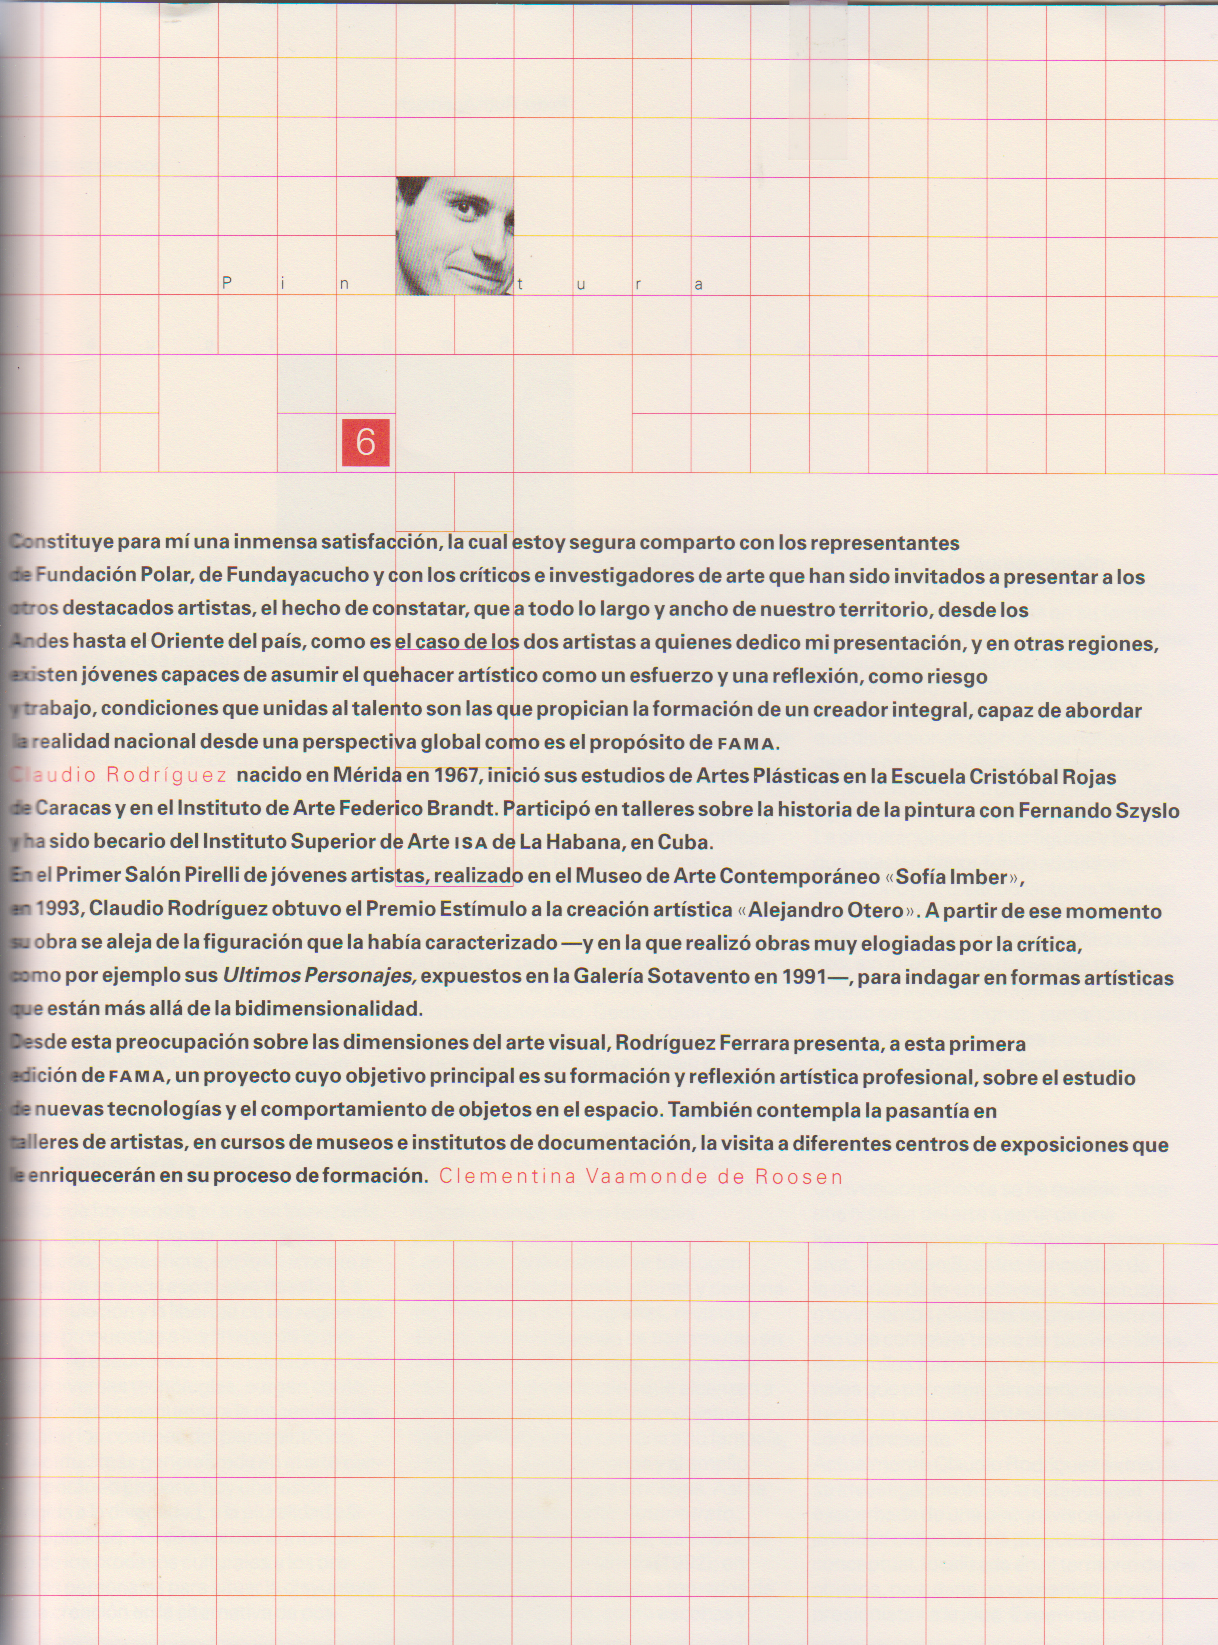 Pintura
6
Constituye para mí una inmensa satisfacción, la cual estoy segura comparto con los representantes
de Fundación Polar, de Fundayacucho y con los críticos e investigadores de arte que han sido invitados a presentar a los
otros destacados artistas, el hecho de constatar, que a todo lo largo y ancho de nuestro territorio, desde los
Andes hasta el Oriente del país, como es el caso de los dos artistas a quienes dedico mi presentación, y en otras regiones,
existen jóvenes capaces de asumir el quehacer artístico como un esfuerzo y una reflexión, como riesgo
y trabajo, condiciones que unidas al talento son las que propician la formación de un creador integral, capaz de abordar
la realidad nacional desde una perspectiva global como es el propósito de FAMA.
Claudio Rodríguez nacido en Mérida en 1967, inició sus estudios de Artes Plásticas en la Escuela Cristóbal Rojas
de Caracas y en el Instituto de Arte Federico Brandt. Participó en talleres sobre la historia de la pintura con Fernando Szyslo
y ha sido becario del Instituto Superior de Arte ISA de La Habana, en Cuba.
En el Primer Salón Pirelli de jóvenes artistas, realizado en el Museo de Arte Contemporáneo «Sofía Imber»,
en 1993, Claudio Rodríguez obtuvo el Premio Estímulo a la creación artística «Alejandro Otero». A partir de ese momento
su obra se aleja de la figuración que la había caracterizado —y en la que realizó obras muy elogiadas por la crítica,
como por ejemplo sus Ultimos Personajes, expuestos en la Galería Sotavento en 1991—, para indagar en formas artísticas
que están más allá de la bidimensionalidad.
Desde esta preocupación sobre las dimensiones del arte visual, Rodríguez Ferrara presenta, a esta primera
edición de FAMA, un proyecto cuyo objetivo principal es su formación y reflexión artística profesional, sobre el estudio
de nuevas tecnologías y el comportamiento de objetos en el espacio. También contempla la pasantía en
talleres de artistas, en cursos de museos e institutos de documentación, la visita a diferentes centros de exposiciones que
le enriquecerán en su proceso de formación. Clementina Vaamonde de Roosen